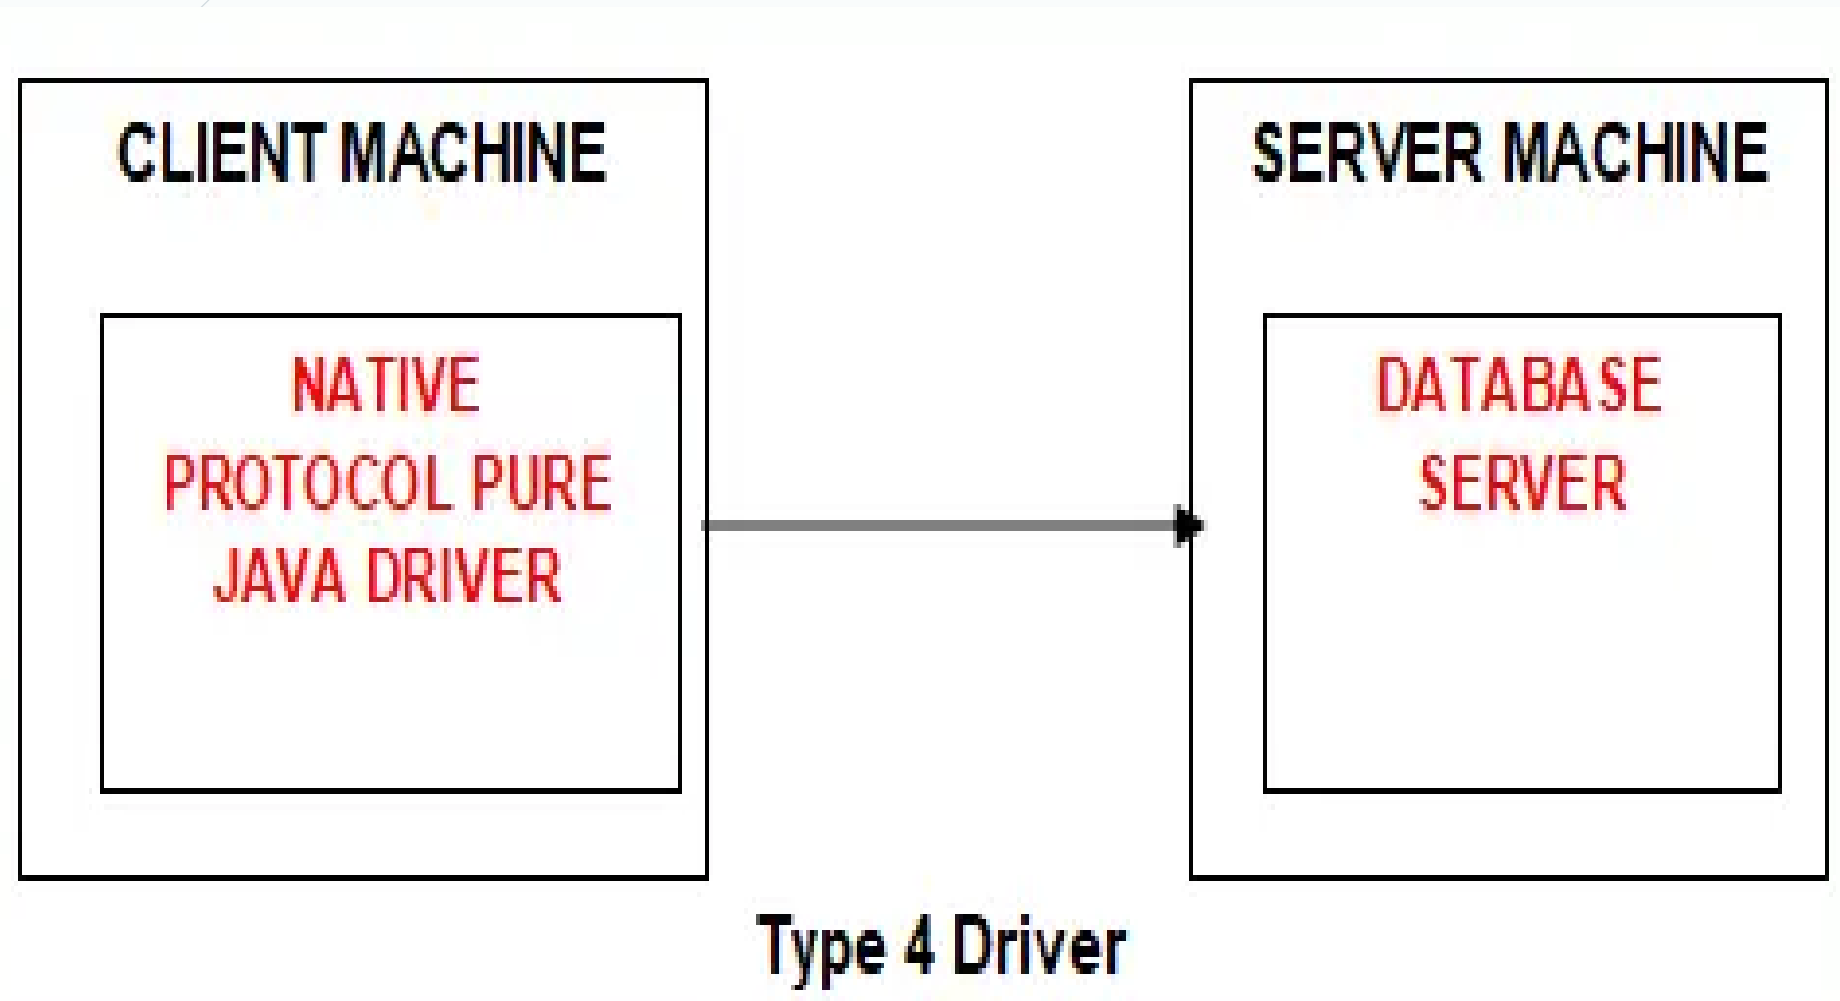 CLIENT MACHINE
NATIVE
PROTOCOL PURE
JAVA DRIVER
SERVER MACHINE
DATABASE
SERVER
Type 4 Driver